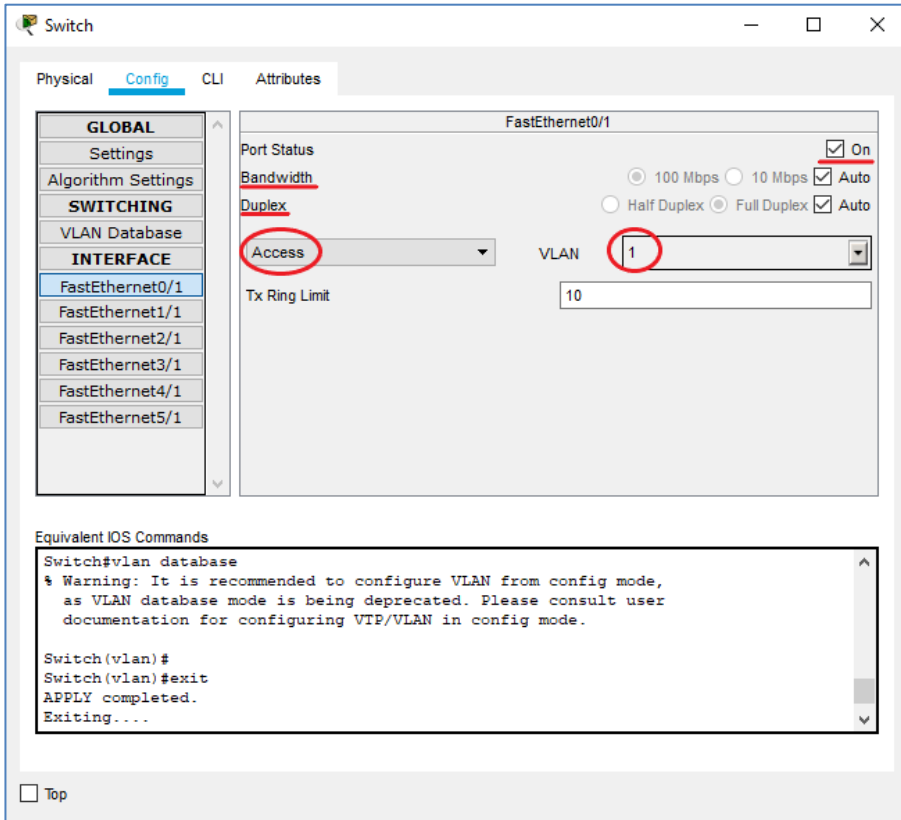 Switch
Physical Config CLI Attributes
GLOBAL
Settings
Algorithm Settings
SWITCHING
VLAN Database
INTERFACE
FastEthernet0/1
FastEthernet1/1
FastEthernet2/1
FastEthernet3/1
FastEthernet4/1
FastEthernet5/1
FastEthernet0/1
Port Status On
Bandwidth 100 Mbps 10 Mbps Auto
Duplex Half Duplex Full Duplex Auto
Access VLAN 1
Tx Ring Limit 10
Equivalent IOS Commands
Switch#vlan database
% Warning: It is recommended to configure VLAN from config mode,
as VLAN database mode is being deprecated. Please consult user
documentation for configuring VTP/VLAN in config mode.
Switch(vlan)#
Switch(vlan)#exit
APPLY completed.
Exiting....
Top